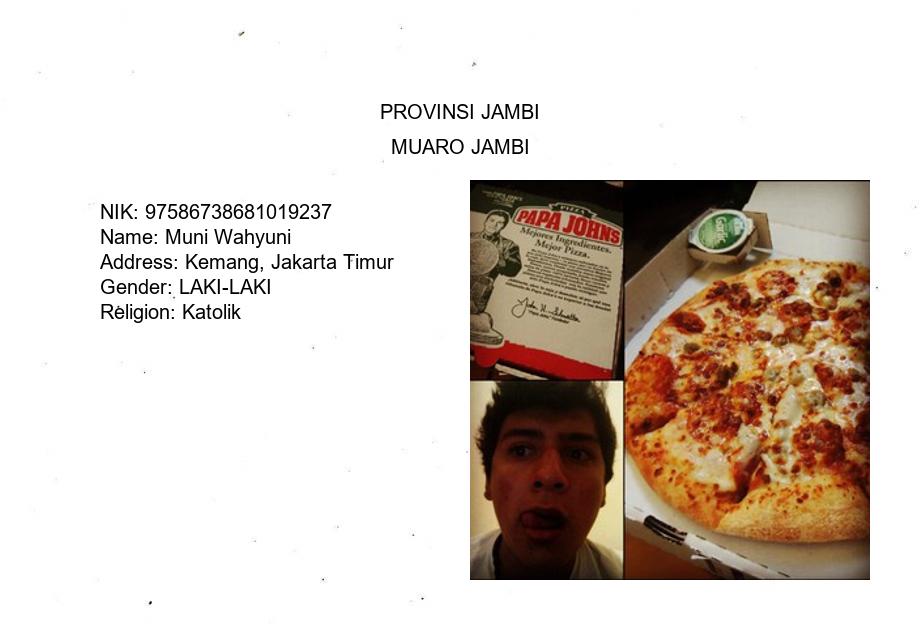 PROVINSI JAMBI
MUARO JAMBI
NIK: 97586738681019237
Name: Muni Wahyuni
Address: Kemang, Jakarta Timur
Gender: LAKI-LAKI
Religion: Katolik
PIZZA
PAPA JOHNS
Mejores Ingredientes.
Mejor Pizza.
Garlic